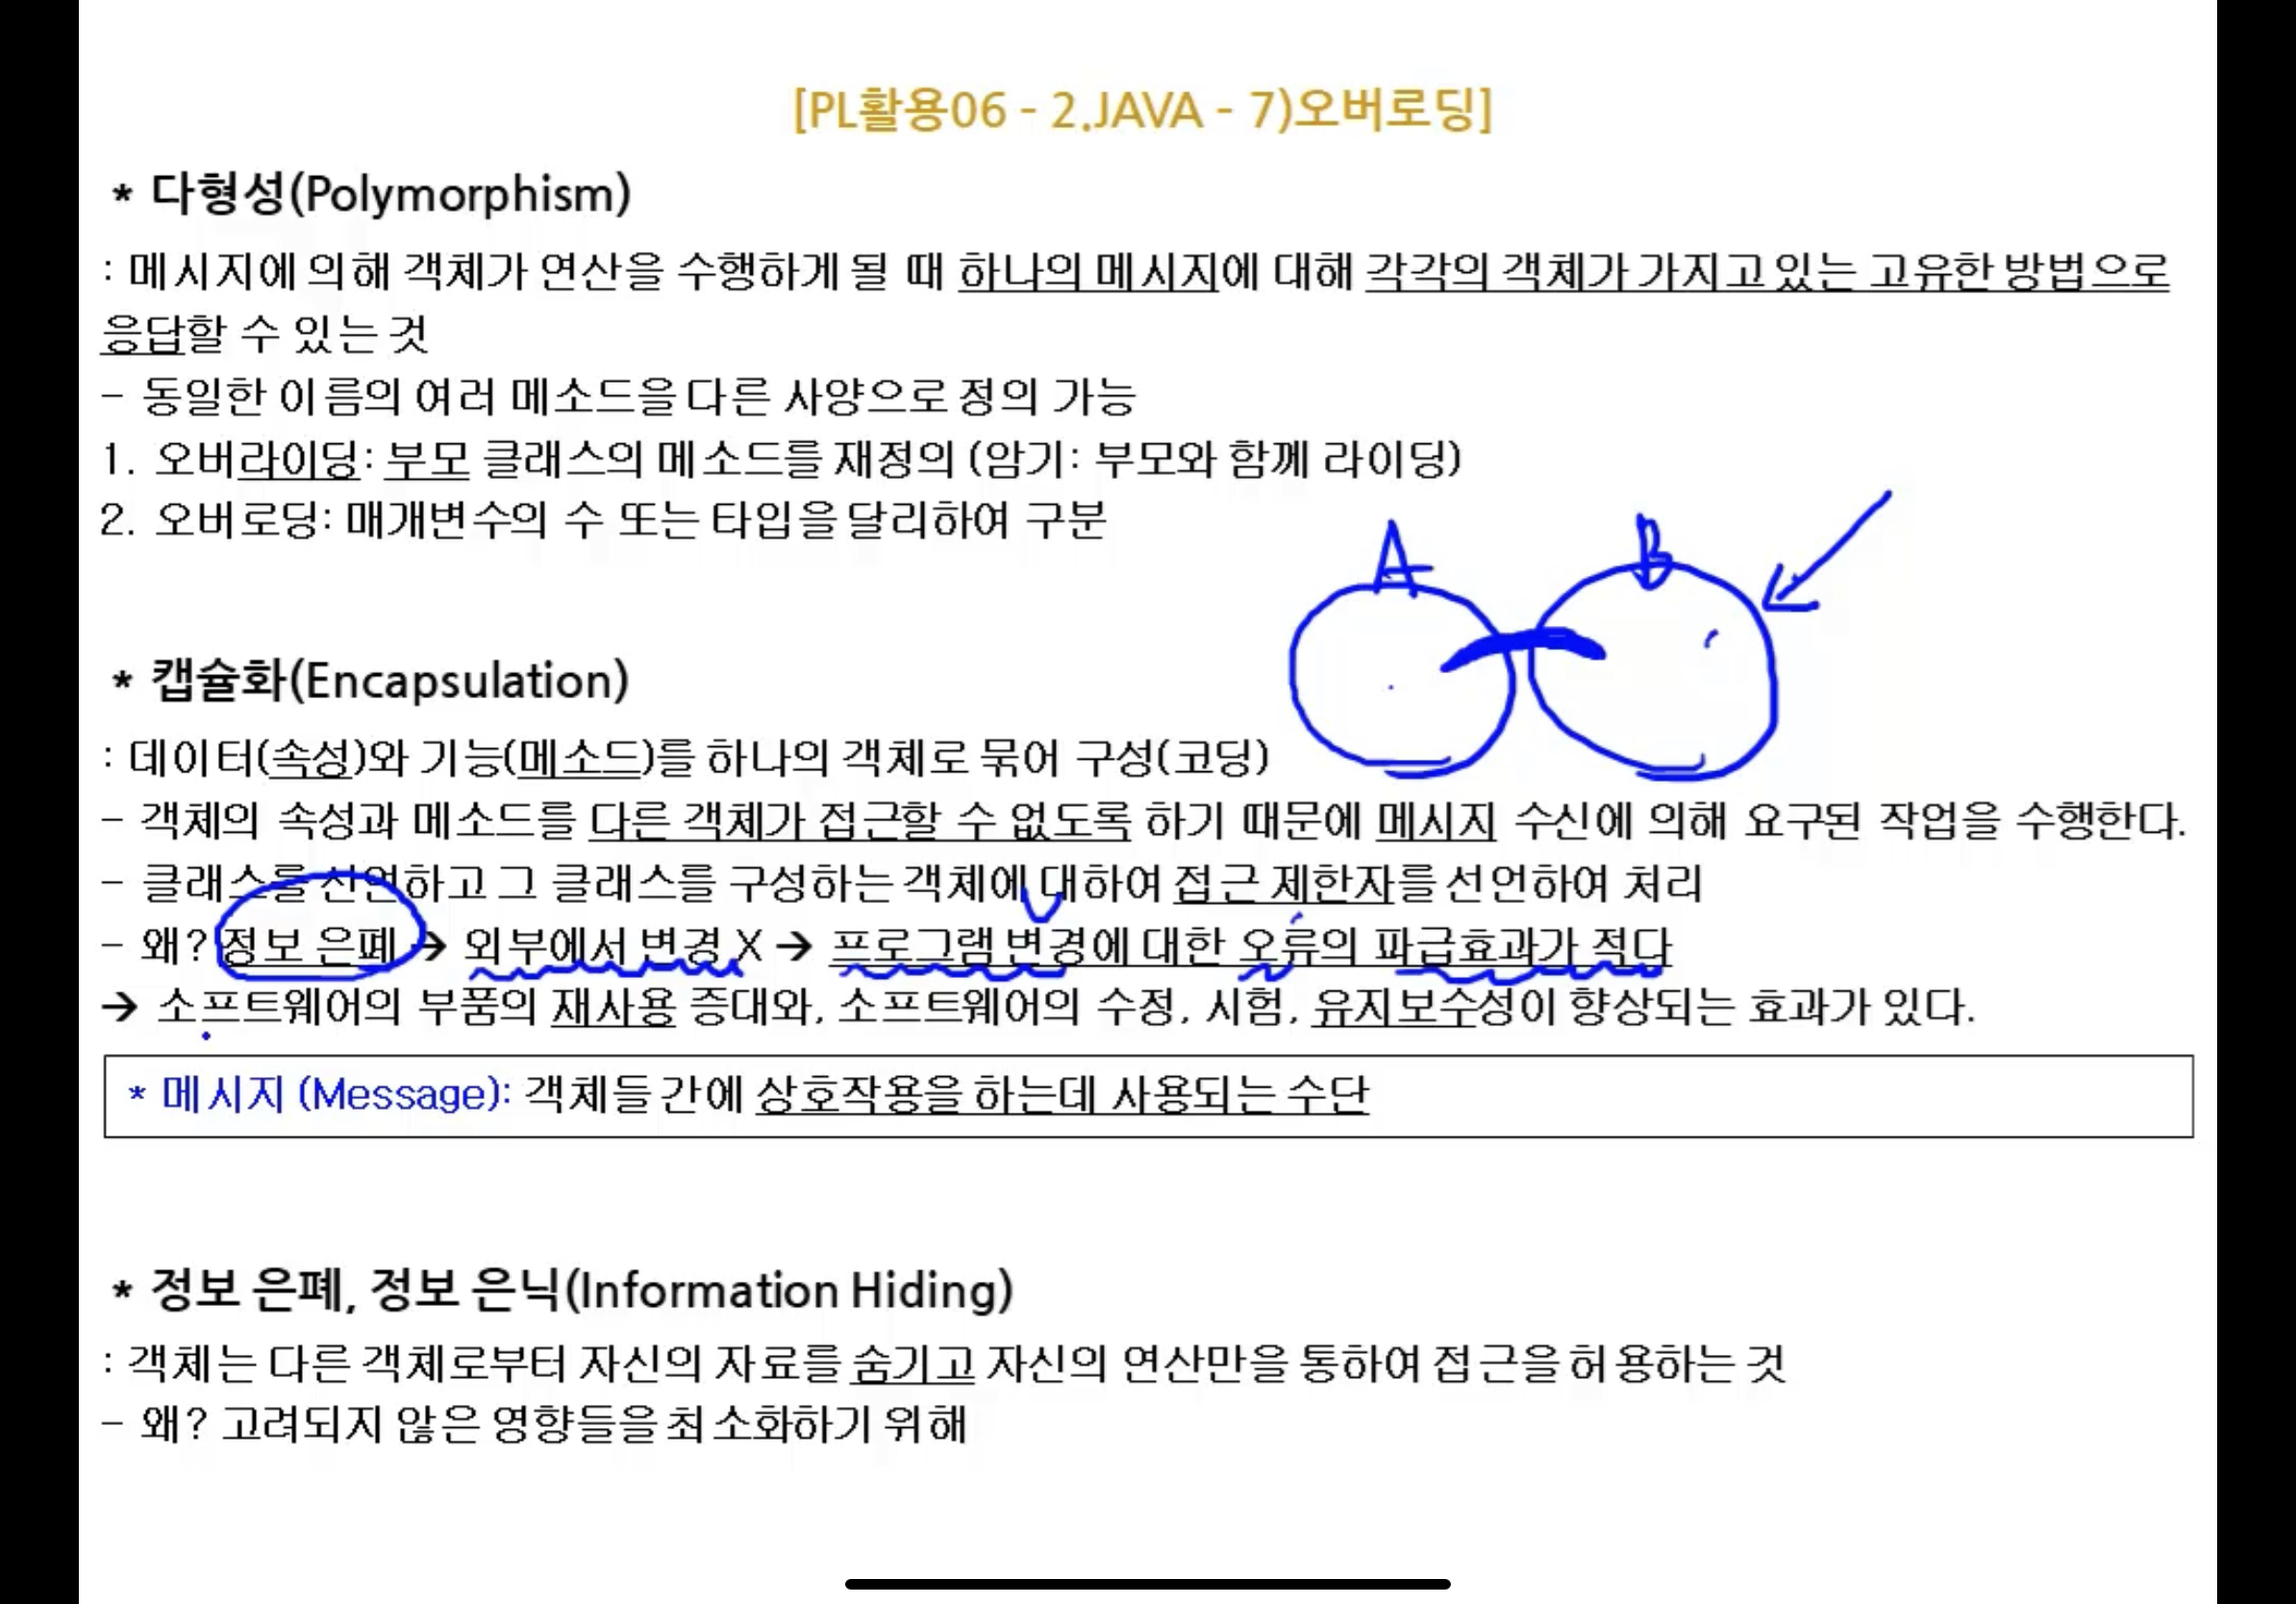 [PL활용06 - 2.JAVA - 7)오버로딩]
* 다형성(Polymorphism)
: 메시지에 의해 객체가 연산을 수행하게 될 때 하나의 메시지에 대해 각각의 객체가 가지고 있는 고유한 방법으로
응답할 수 있는 것
- 동일한 이름의 여러 메소드을 다른 사양으로 정의 가능
1. 오버라이딩: 부모 클래스의 메소드를 재정의 (암기: 부모와 함께 라이딩)
2. 오버로딩: 매개변수의 수 또는 타입을 달리하여 구분
A B
* 캡슐화(Encapsulation)
: 데이터(속성)와 기능(메소드)를 하나의 객체로 묶어 구성(코딩)
- 객체의 속성과 메소드를 다른 객체가 접근할 수 없도록 하기 때문에 메시지 수신에 의해 요구된 작업을 수행한다.
- 클래스를 선언하고 그 클래스를 구성하는 객체에 대하여 접근 제한자를 선언하여 처리
- 왜? 정보 은폐 → 외부에서 변경 X → 프로그램 변경에 대한 오류의 파급효과가 적다
→ 소프트웨어의 부품의 재사용 증대와, 소프트웨어의 수정, 시험, 유지보수성이 향상되는 효과가 있다.
* 메시지 (Message): 객체들 간에 상호작용을 하는데 사용되는 수단
* 정보 은폐, 정보 은닉(Information Hiding)
: 객체는 다른 객체로부터 자신의 자료를 숨기고 자신의 연산만을 통하여 접근을 허용하는 것
- 왜? 고려되지 않은 영향들을 최소화하기 위해